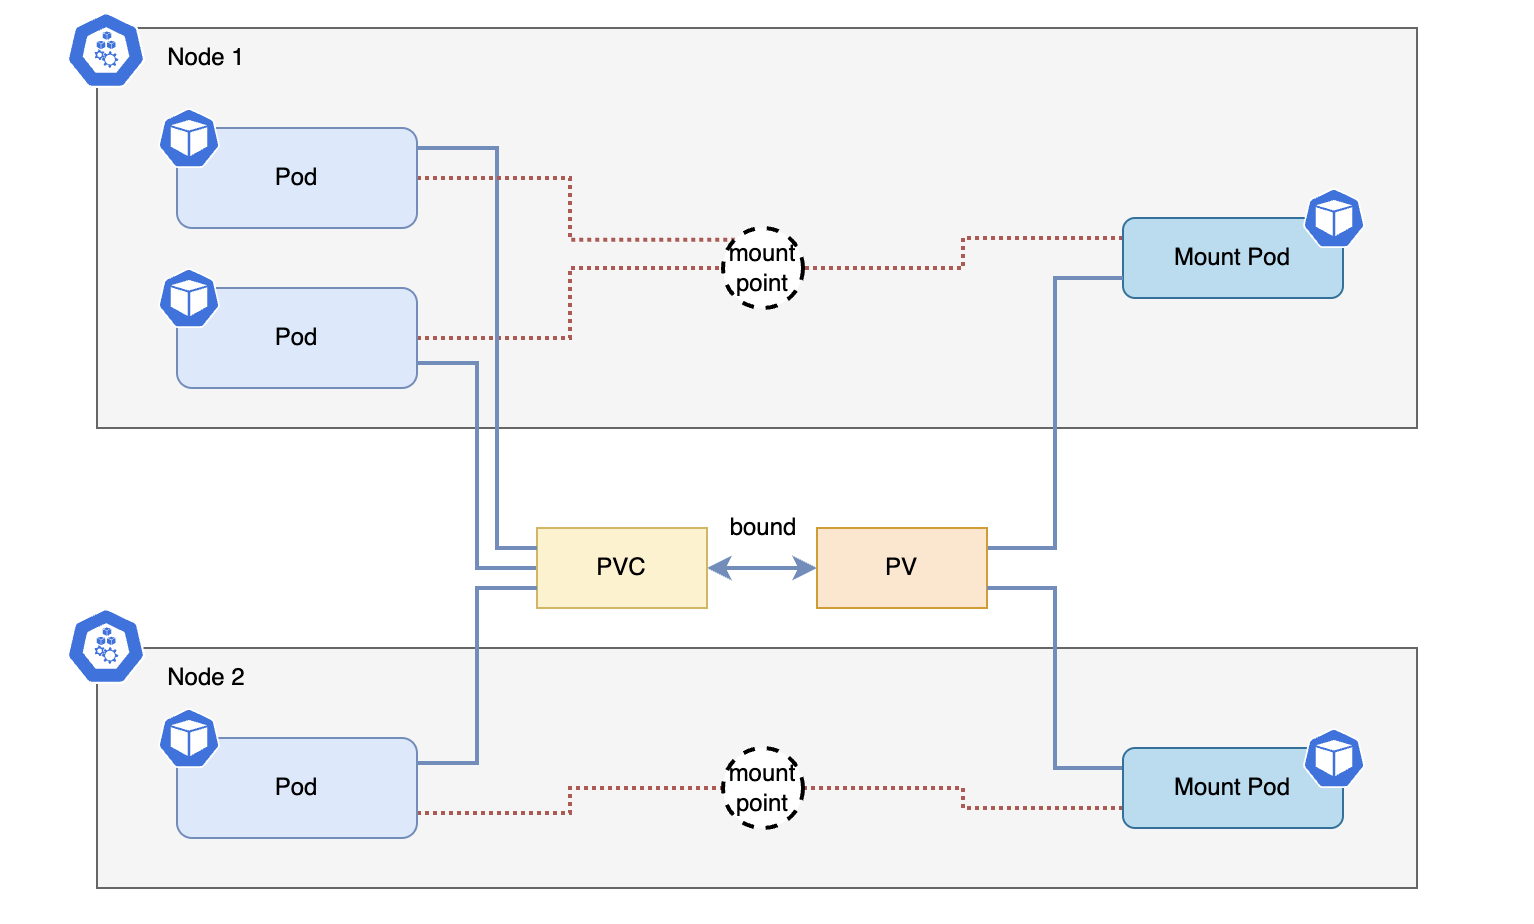 Node 1
Pod
Pod
mount
point
Mount Pod
bound
PVC
PV
Node 2
Pod
mount
point
Mount Pod